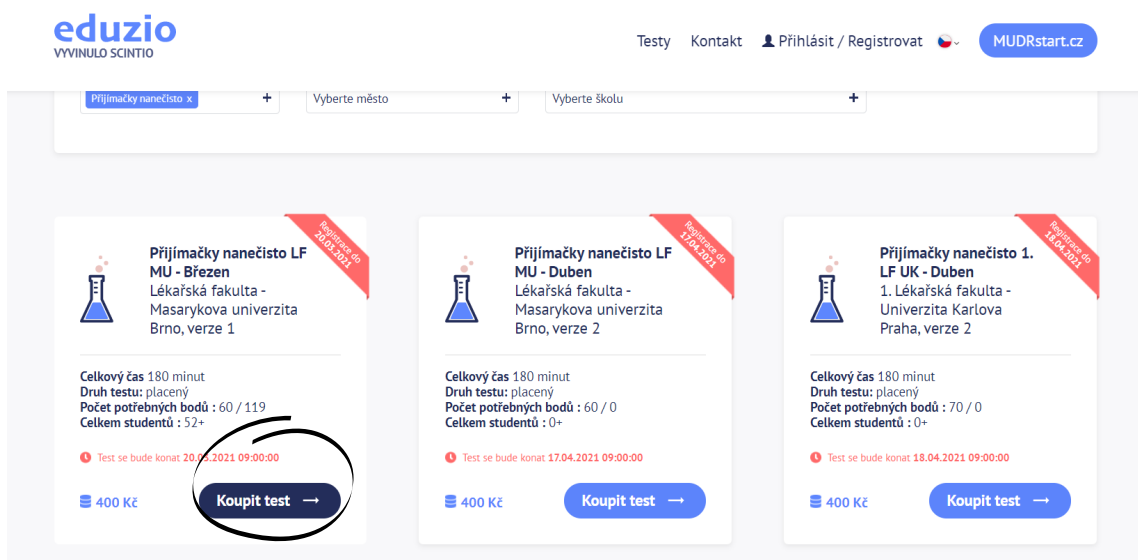 eduzio
VYVINULO SCINTIO
Testy Kontakt Přihlásit / Registrovat MUDRstart.cz
Přijímačky nanečisto x + Vyberte město + Vyberte školu +
Registrace do
20.03.2021
Přijímačky nanečisto LF
MU - Březen
Lékařská fakulta -
Masarykova univerzita
Brno, verze 1
Celkový čas 180 minut
Druh testu: placený
Počet potřebných bodů : 60 / 119
Celkem studentů : 52+
Test se bude konat 20.03.2021 09:00:00
400 Kč Koupit test →
Registrace do
17.04.2021
Přijímačky nanečisto LF
MU - Duben
Lékařská fakulta -
Masarykova univerzita
Brno, verze 2
Celkový čas 180 minut
Druh testu: placený
Počet potřebných bodů : 60 / 0
Celkem studentů : 0+
Test se bude konat 17.04.2021 09:00:00
400 Kč Koupit test →
Registrace do
18.04.2021
Přijímačky nanečisto 1.
LF UK - Duben
1. Lékařská fakulta -
Univerzita Karlova
Praha, verze 2
Celkový čas 180 minut
Druh testu: placený
Počet potřebných bodů : 70 / 0
Celkem studentů : 0+
Test se bude konat 18.04.2021 09:00:00
400 Kč Koupit test →